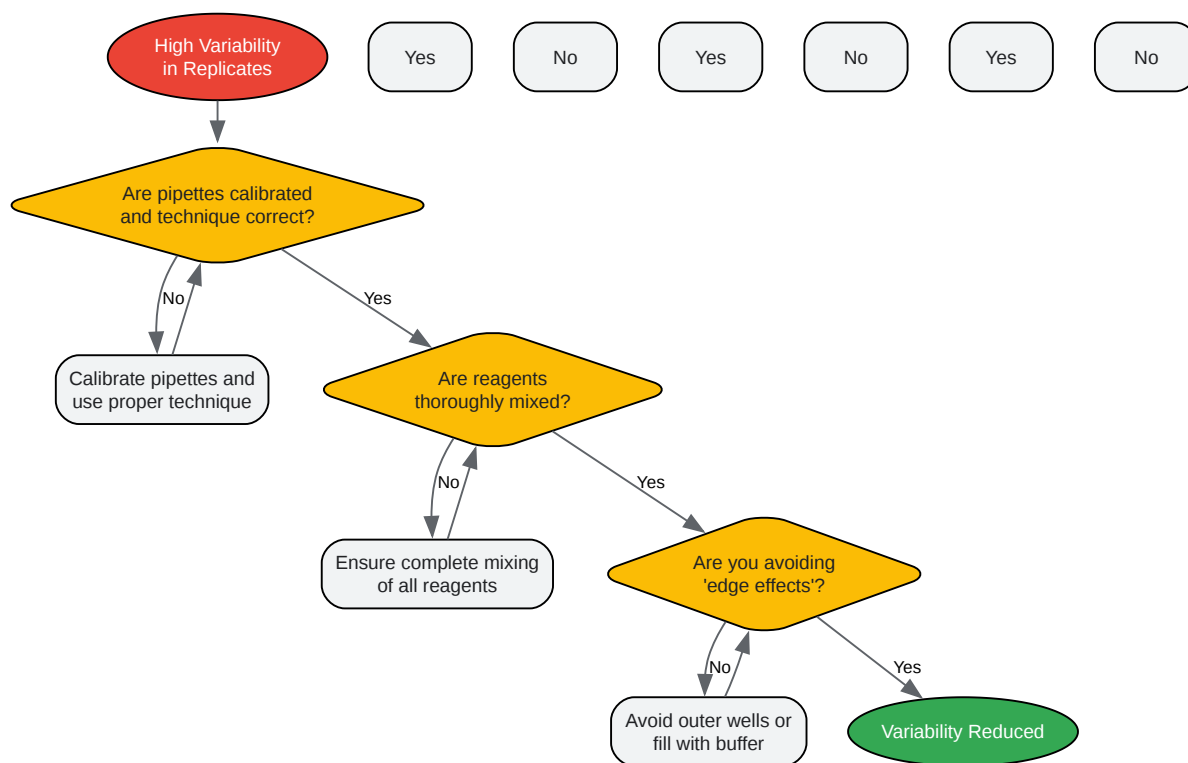 High Variability
in Replicates
Yes
No
Yes
No
Yes
No
Are pipettes calibrated
and technique correct?
No
Yes
Calibrate pipettes and
use proper technique
Are reagents
thoroughly mixed?
No
Yes
Ensure complete mixing
of all reagents
Are you avoiding
'edge effects'?
No
Yes
Avoid outer wells or
fill with buffer
Variability Reduced